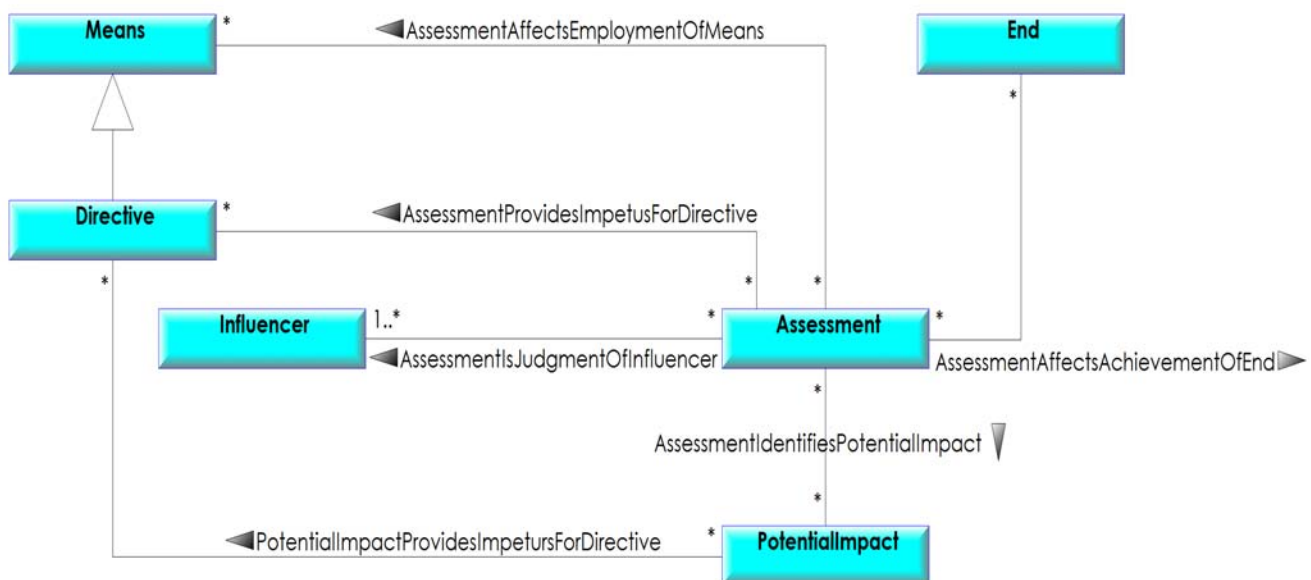 Means
*
AssessmentAffectsEmploymentOfMeans
End
*
Directive
*
AssessmentProvidesImpetusForDirective
*
*
*
Influencer
1..*
*
Assessment
*
AssessmentIsJudgmentOfInfluencer
AssessmentAffectsAchievementOfEnd
*
AssessmentIdentifiesPotentialImpact
*
PotentialImpactProvidesImpetursForDirective
*
PotentialImpact